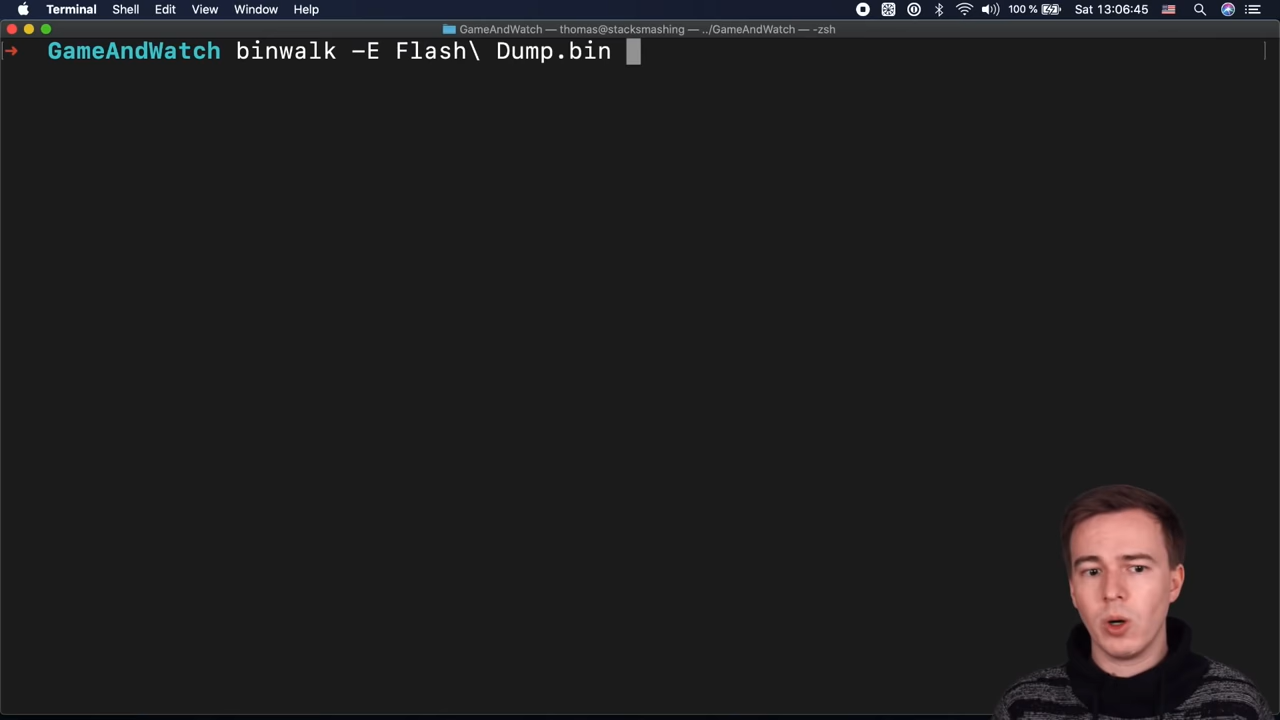 Terminal Shell Edit View Window Help 100 % Sat 13:06:45
GameAndWatch — thomas@stacksmashing — ../GameAndWatch — -zsh
➜ GameAndWatch binwalk -E Flash\ Dump.bin